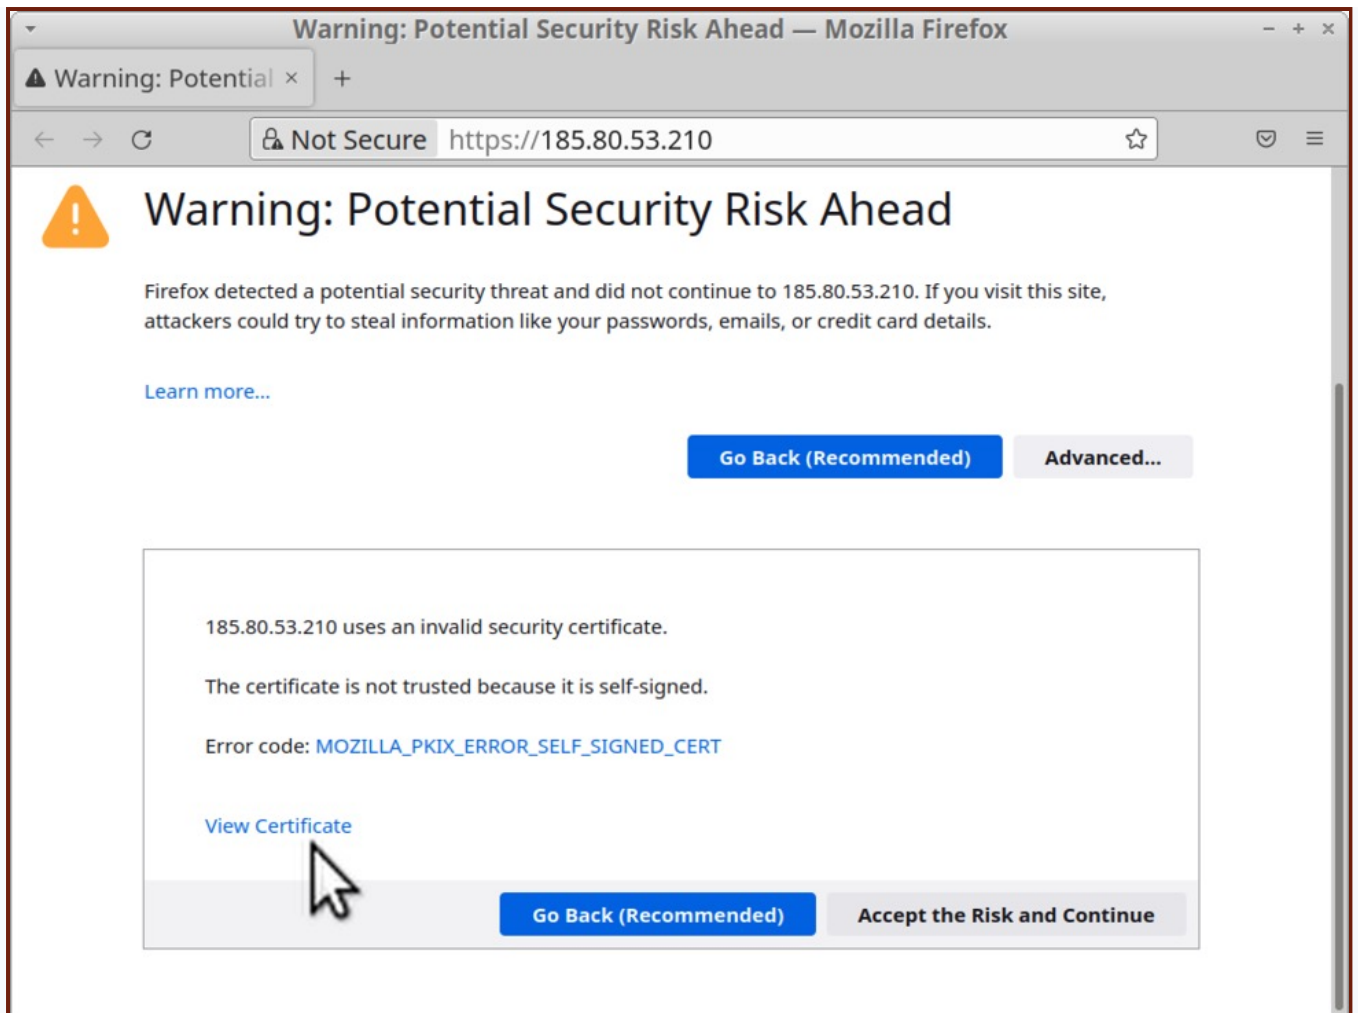 Warning: Potential Security Risk Ahead — Mozilla Firefox
Warning: Potential
Not Secure https://185.80.53.210
Warning: Potential Security Risk Ahead
Firefox detected a potential security threat and did not continue to 185.80.53.210. If you visit this site,
attackers could try to steal information like your passwords, emails, or credit card details.
Learn more...
Go Back (Recommended) Advanced...
185.80.53.210 uses an invalid security certificate.
The certificate is not trusted because it is self-signed.
Error code: MOZILLA_PKIX_ERROR_SELF_SIGNED_CERT
View Certificate
Go Back (Recommended) Accept the Risk and Continue